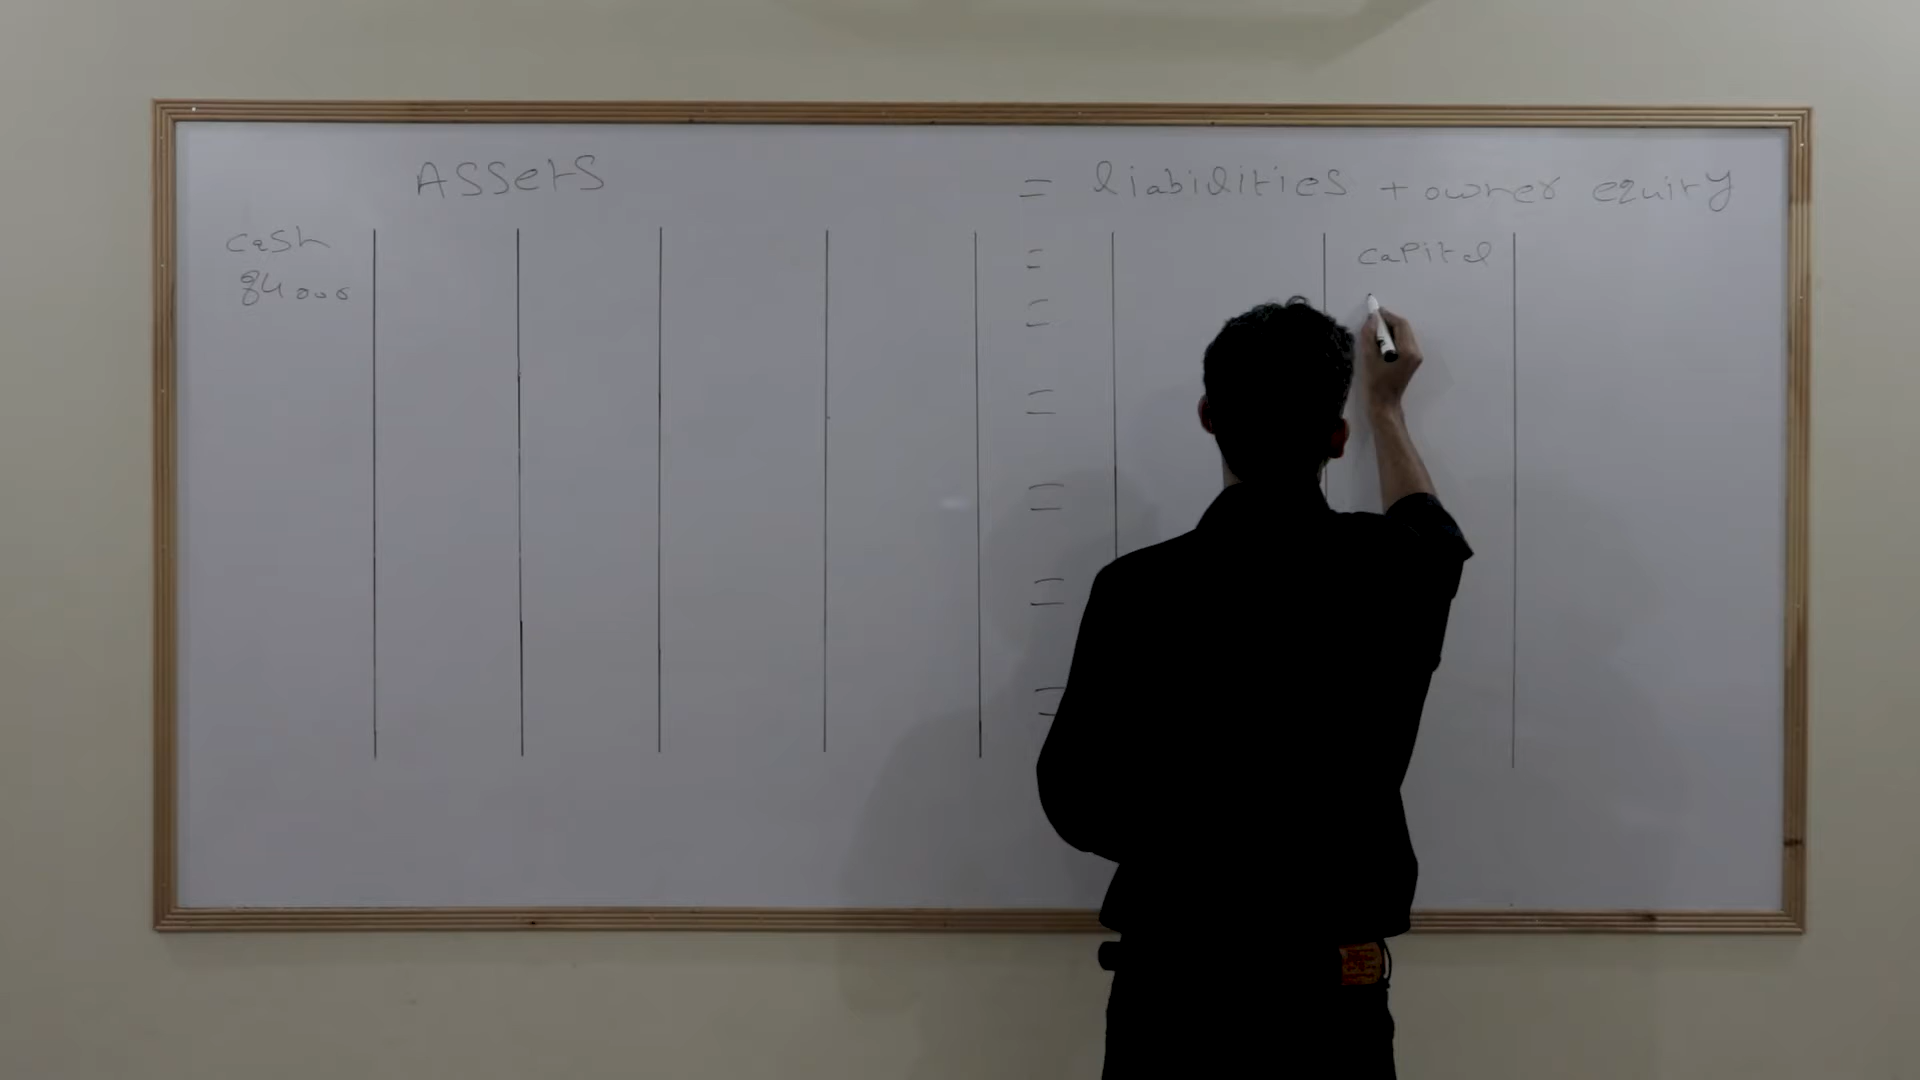 Assets = liabilities + owner equity
cash = capital
84000 =
=
=
=
=